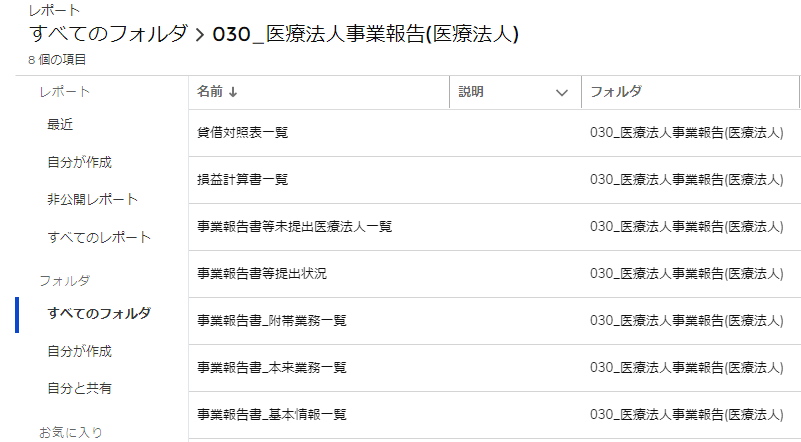 レポート
すべてのフォルダ > 030_医療法人事業報告(医療法人)
8 個の項目
レポート
最近
自分が作成
非公開レポート
すべてのレポート
フォルダ
すべてのフォルダ
自分が作成
自分と共有
お気に入り
名前 ↓ 説明 フォルダ
貸借対照表一覧 030_医療法人事業報告(医療法人)
損益計算書一覧 030_医療法人事業報告(医療法人)
事業報告書等未提出医療法人一覧 030_医療法人事業報告(医療法人)
事業報告書等提出状況 030_医療法人事業報告(医療法人)
事業報告書_附帯業務一覧 030_医療法人事業報告(医療法人)
事業報告書_本来業務一覧 030_医療法人事業報告(医療法人)
事業報告書_基本情報一覧 030_医療法人事業報告(医療法人)